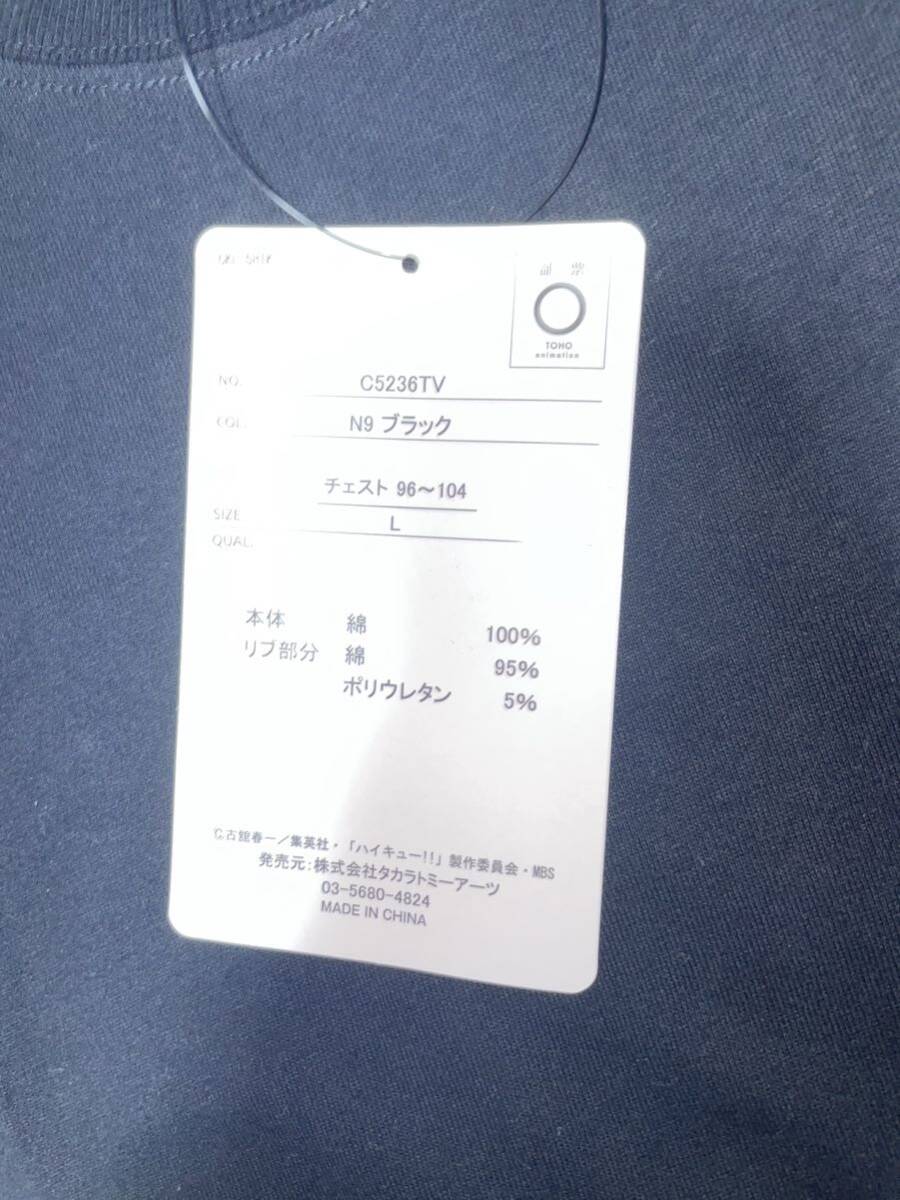 TOHO
animation
NO. C5236TV
COL. N9 ブラック
チェスト 96～104
SIZE L
QUAL.
本体 綿 100%
リブ部分 綿 95%
ポリウレタン 5%
©古舘春一／集英社・「ハイキュー!!」製作委員会・MBS
発売元:株式会社タカラトミーアーツ
03-5680-4824
MADE IN CHINA